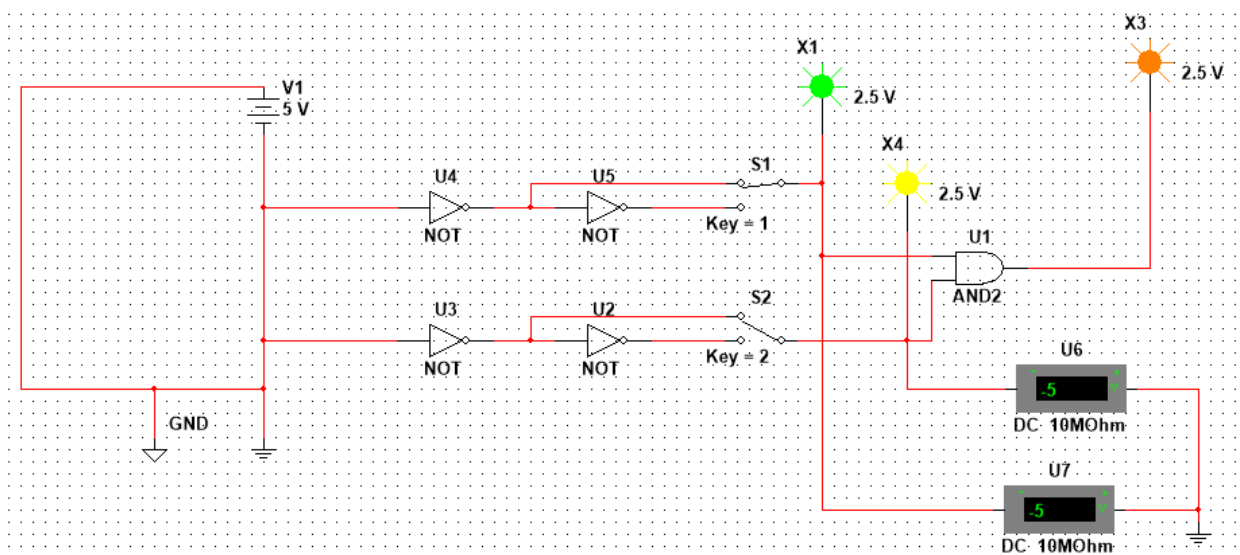 X3
2.5 V
X1
2.5 V
V1
5 V
X4
2.5 V
S1
U4
U5
NOT
NOT
Key = 1
U1
AND2
S2
U3
U2
NOT
NOT
Key = 2
U6
- +
-5 V
DC 10MOhm
GND
U7
- +
-5 V
DC 10MOhm